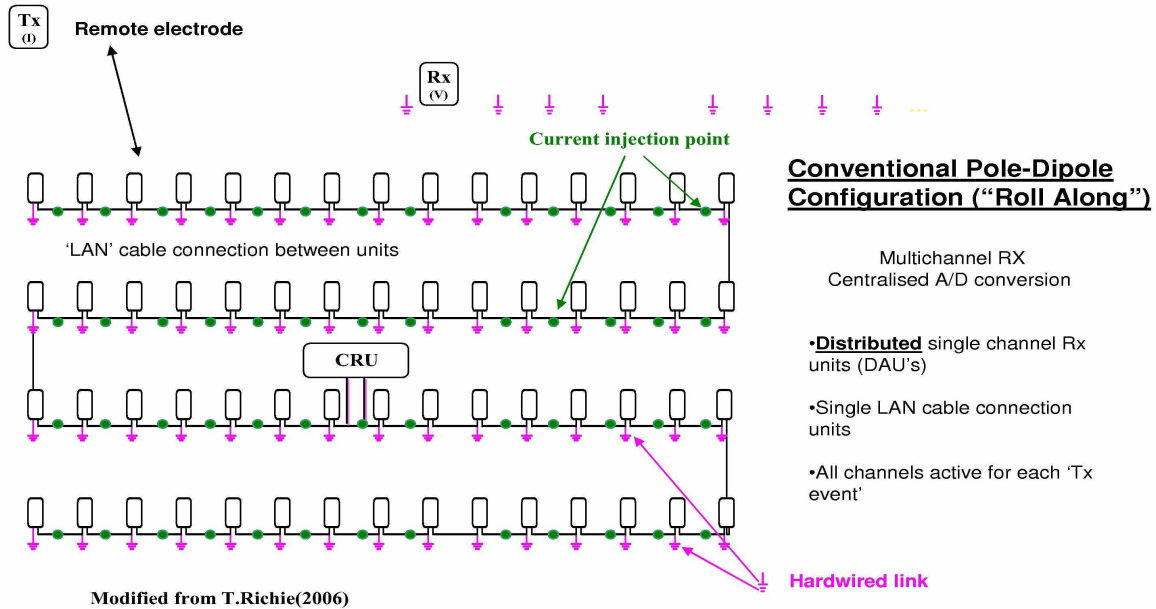 Tx
(I)
Remote electrode
Rx
(V)
...
Current injection point
Conventional Pole-Dipole
Configuration (“Roll Along”)
‘LAN’ cable connection between units
Multichannel RX
Centralised A/D conversion
•Distributed single channel Rx
units (DAU’s)
CRU
•Single LAN cable connection
units
•All channels active for each ‘Tx
event’
Hardwired link
Modified from T.Richie(2006)